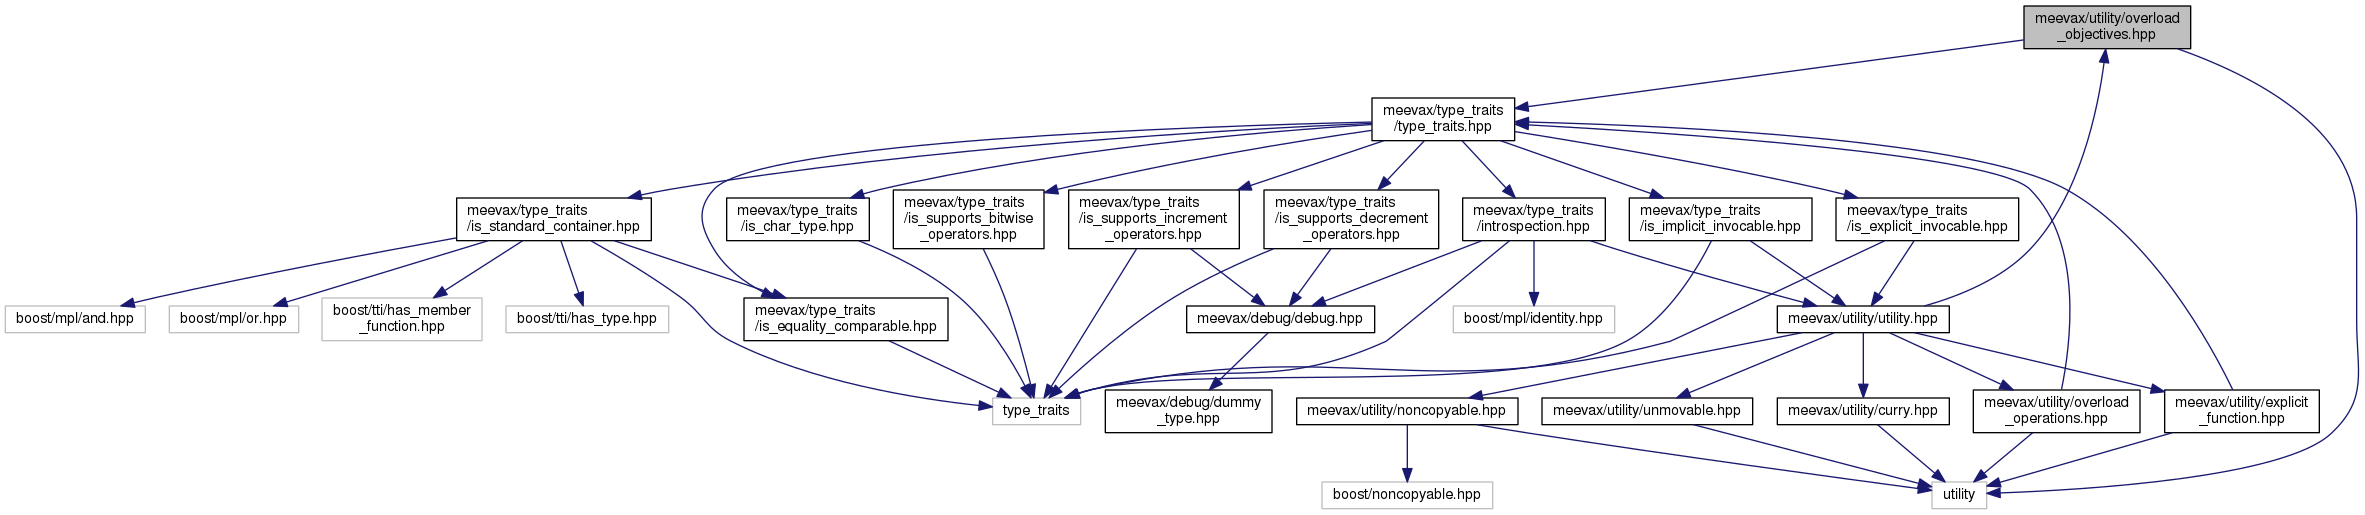 meevax/utility/overload
_objectives.hpp
meevax/type_traits
/type_traits.hpp
meevax/type_traits
/is_standard_container.hpp
meevax/type_traits
/is_char_type.hpp
meevax/type_traits
/is_supports_bitwise
_operators.hpp
meevax/type_traits
/is_supports_increment
_operators.hpp
meevax/type_traits
/is_supports_decrement
_operators.hpp
meevax/type_traits
/introspection.hpp
meevax/type_traits
/is_implicit_invocable.hpp
meevax/type_traits
/is_explicit_invocable.hpp
boost/mpl/and.hpp
boost/mpl/or.hpp
boost/tti/has_member
_function.hpp
boost/tti/has_type.hpp
meevax/type_traits
/is_equality_comparable.hpp
meevax/debug/debug.hpp
boost/mpl/identity.hpp
meevax/utility/utility.hpp
type_traits
meevax/debug/dummy
_type.hpp
meevax/utility/noncopyable.hpp
meevax/utility/unmovable.hpp
meevax/utility/curry.hpp
meevax/utility/overload
_operations.hpp
meevax/utility/explicit
_function.hpp
boost/noncopyable.hpp
utility